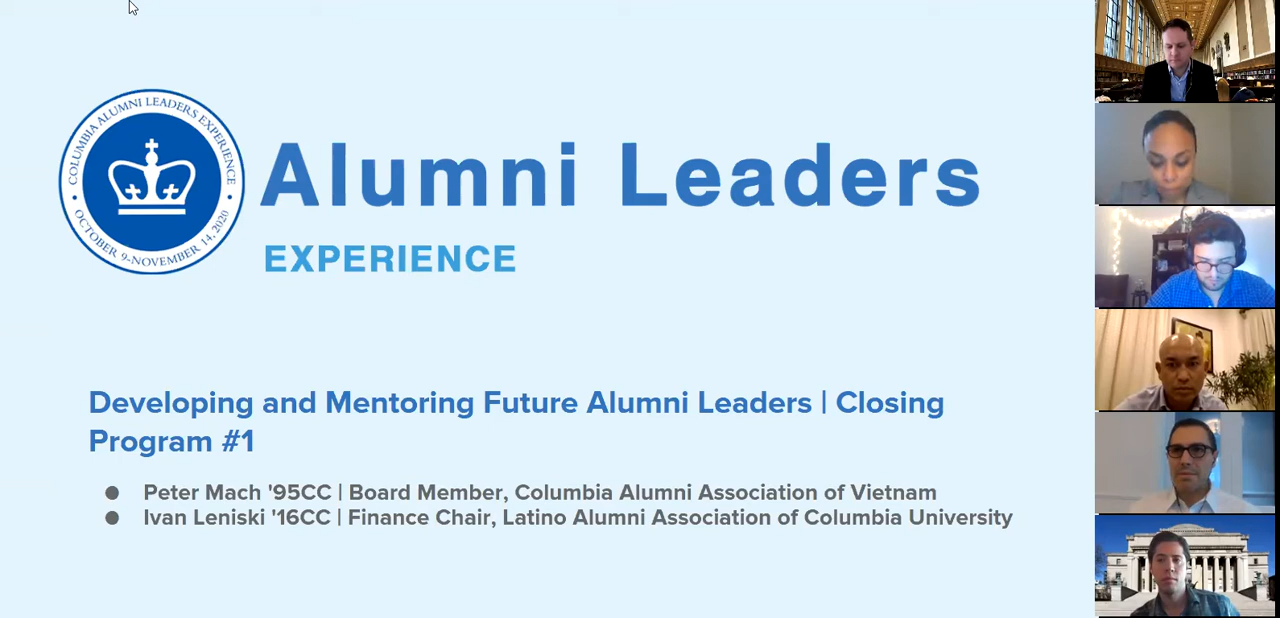 COLUMBIA ALUMNI LEADERS EXPERIENCE
OCTOBER 9-NOVEMBER 14, 2020
Alumni Leaders
EXPERIENCE
Developing and Mentoring Future Alumni Leaders | Closing
Program #1
● Peter Mach '95CC | Board Member, Columbia Alumni Association of Vietnam
● Ivan Leniski '16CC | Finance Chair, Latino Alumni Association of Columbia University